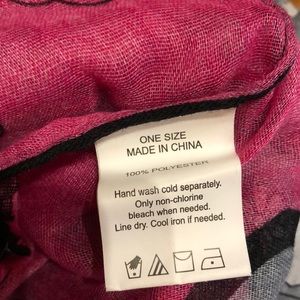 ONE SIZE
MADE IN CHINA
100% POLYESTER
Hand wash cold separately.
Only non-chlorine
bleach when needed.
Line dry. Cool iron if needed.